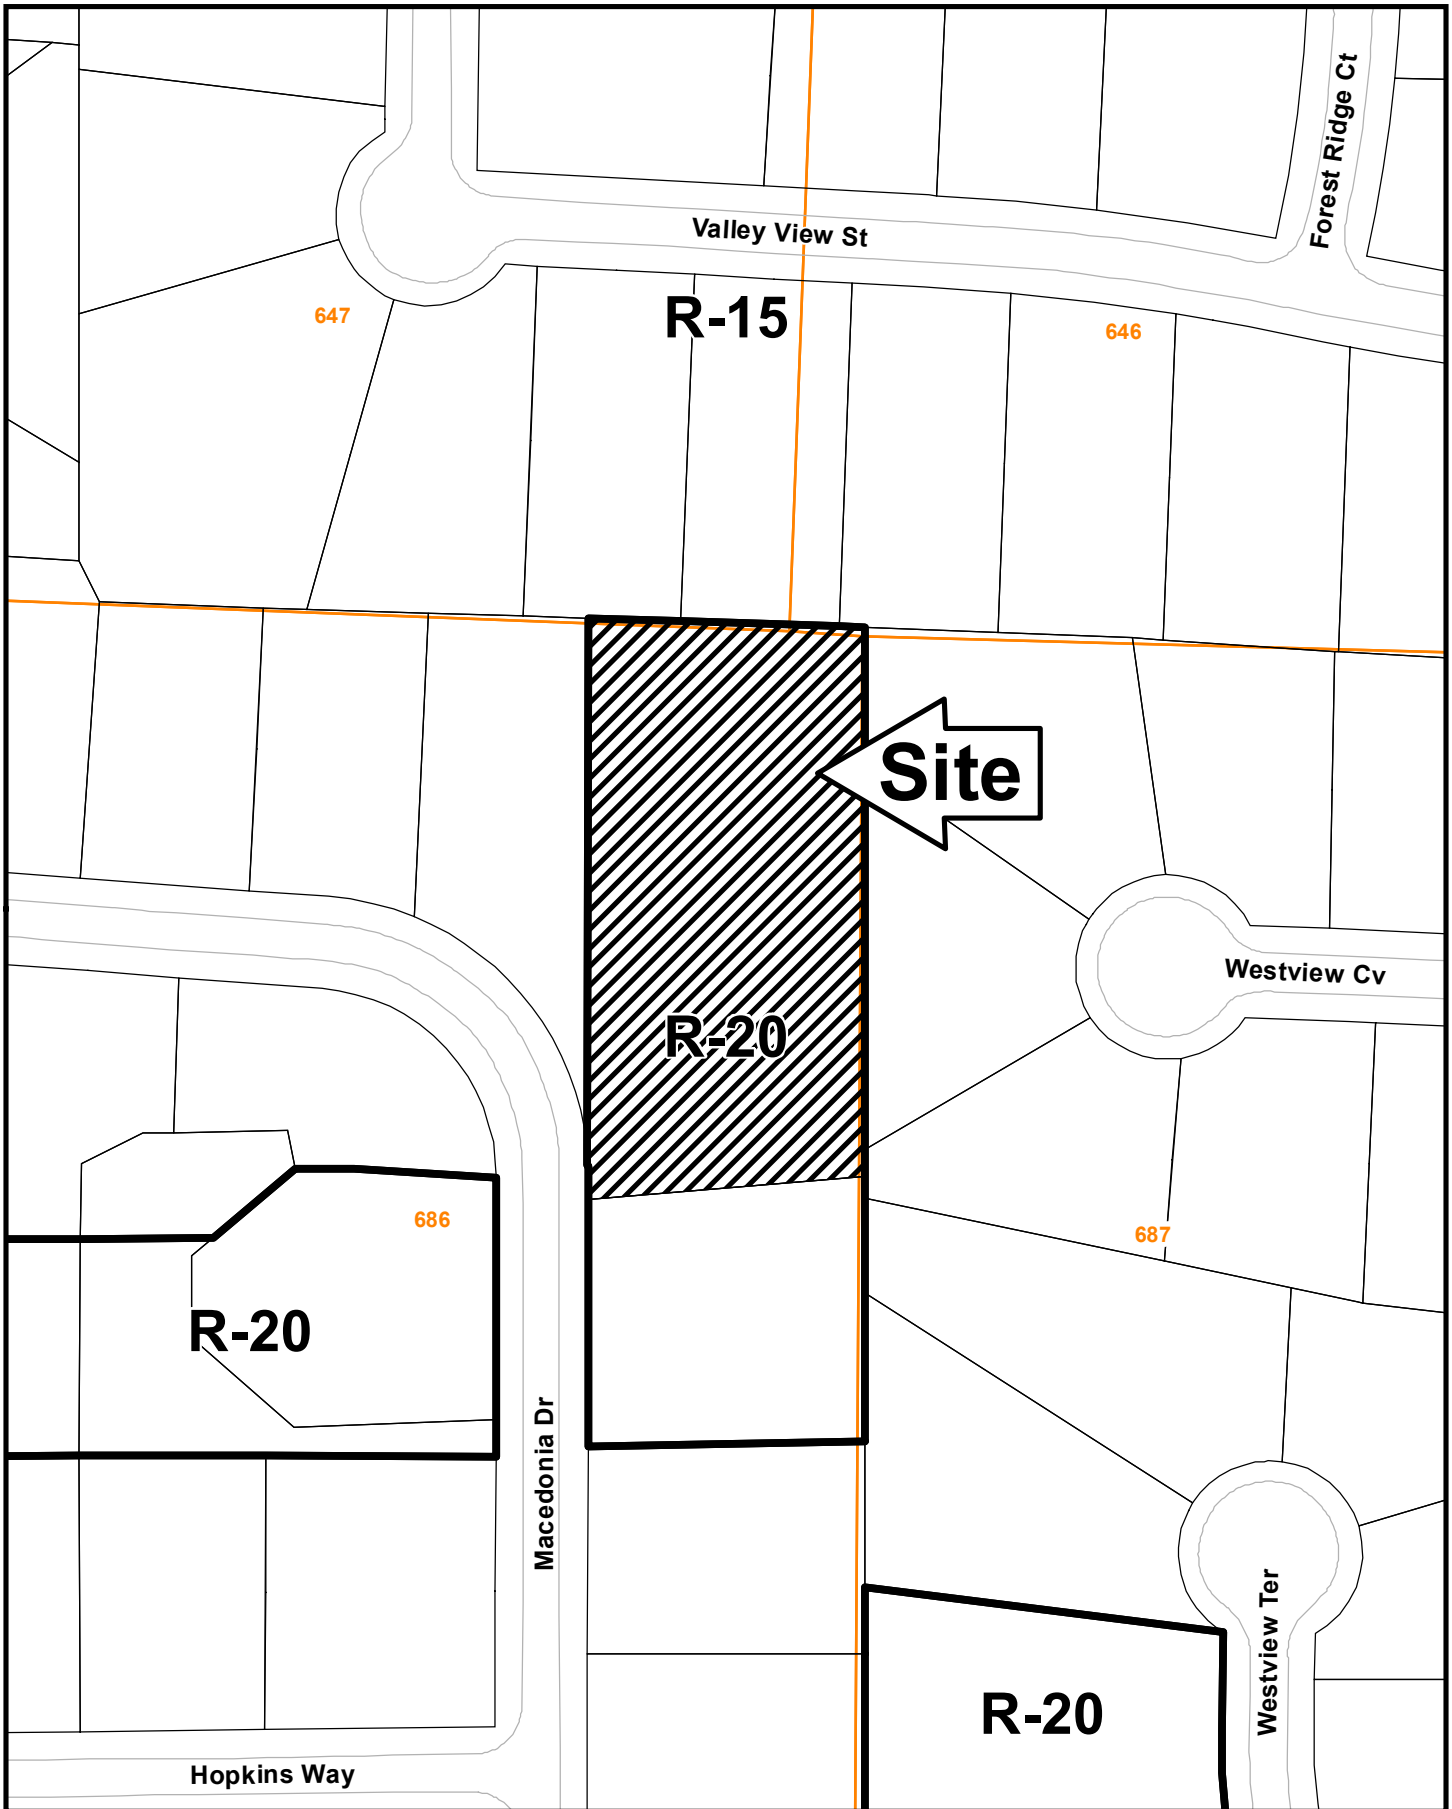 Forest Ridge Ct
Valley View St
647
R-15
646
Site
Westview Cv
R-20
686
687
R-20
Macedonia Dr
Westview Ter
R-20
Hopkins Way